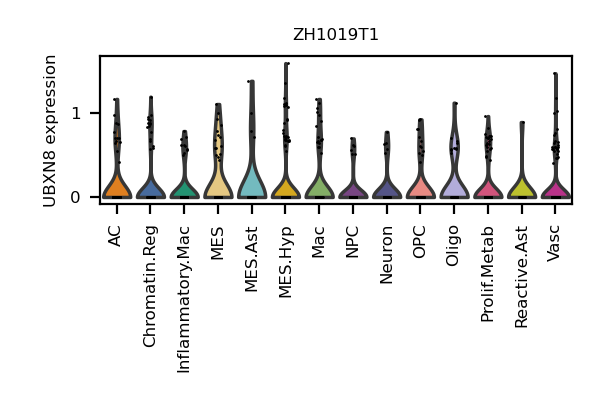 ZH1019T1
UBXN8 expression
1
0
AC
Chromatin.Reg
Inflammatory.Mac
MES
MES.Ast
MES.Hyp
Mac
NPC
Neuron
OPC
Oligo
Prolif.Metab
Reactive.Ast
Vasc